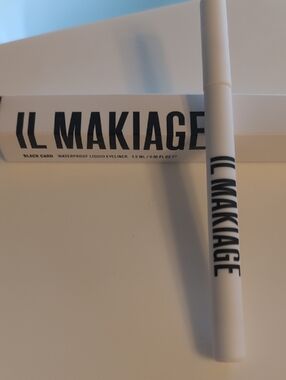 IL MAKIAGE
BLACK CARD WATERPROOF LIQUID EYELINER
IL MAKIAGE